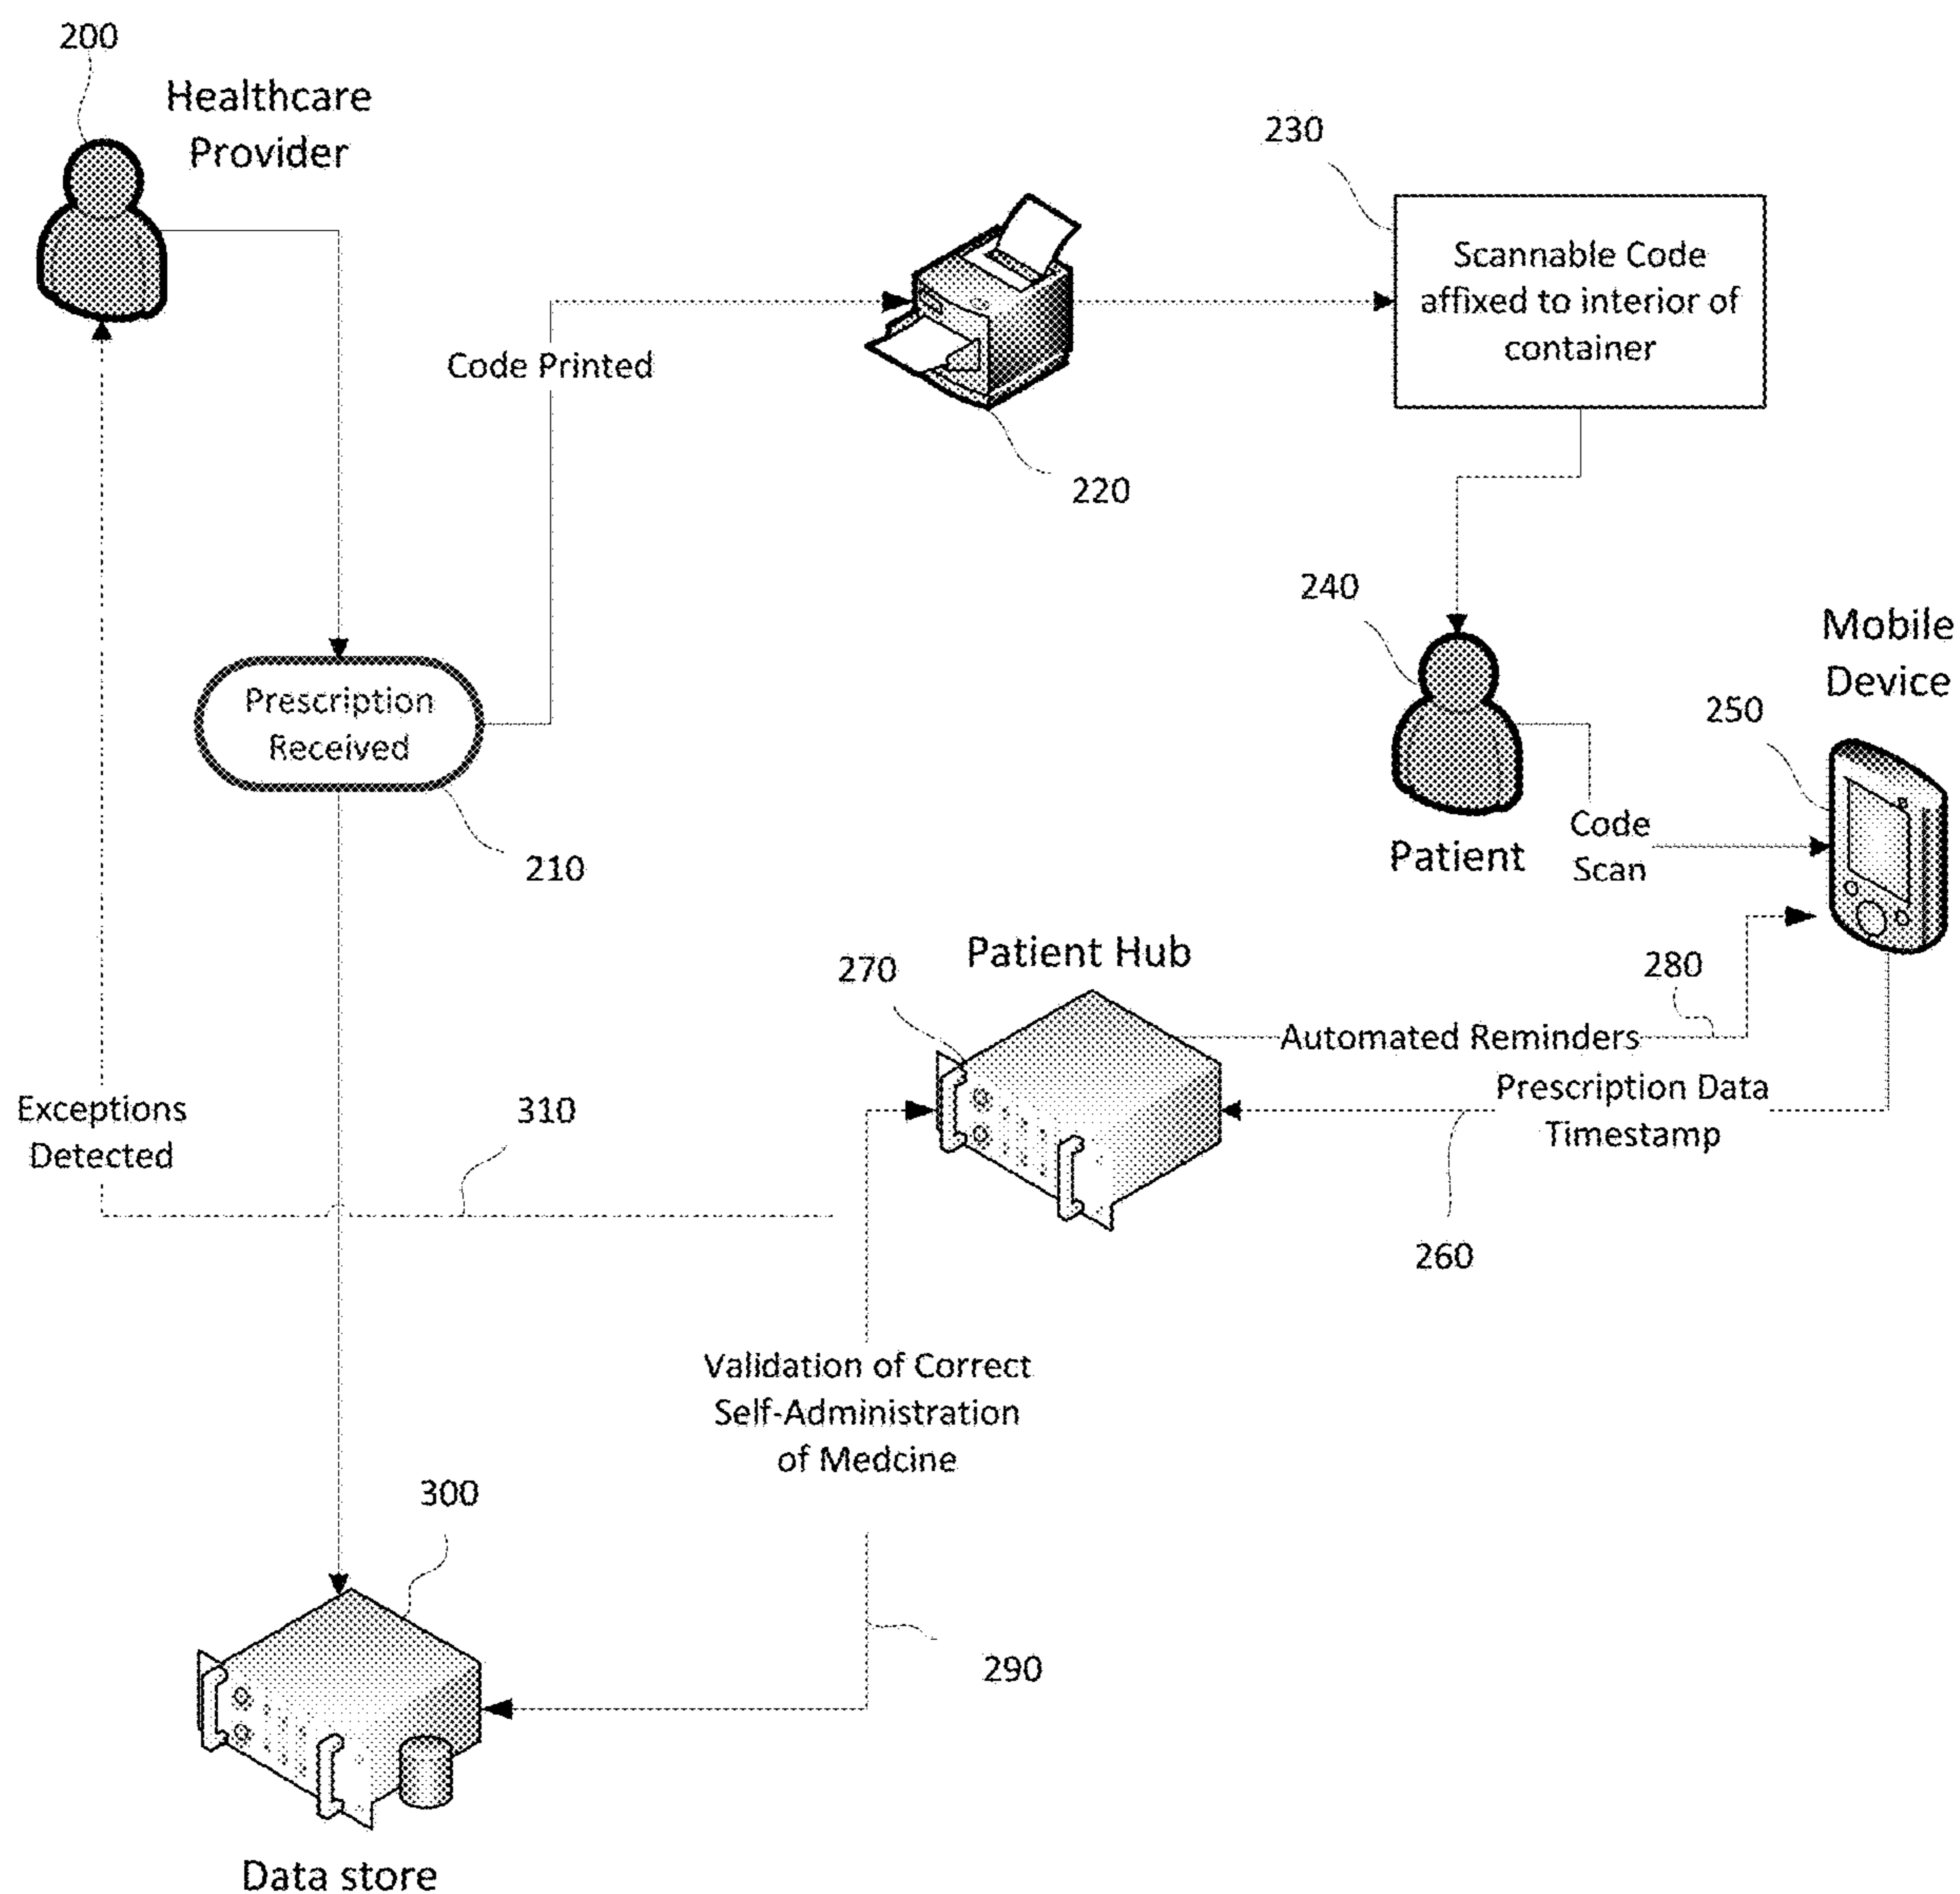 200
Healthcare
Provider
230
Scannable Code
affixed to interior of
container
Code Printed
220
240
Mobile
Device
250
Prescription
Received
210
Code
Scan
Patient
Patient Hub
270
280
Automated Reminders
Prescription Data
Timestamp
260
Exceptions
Detected
310
Validation of Correct
Self-Administration
of Medcine
300
290
Data store